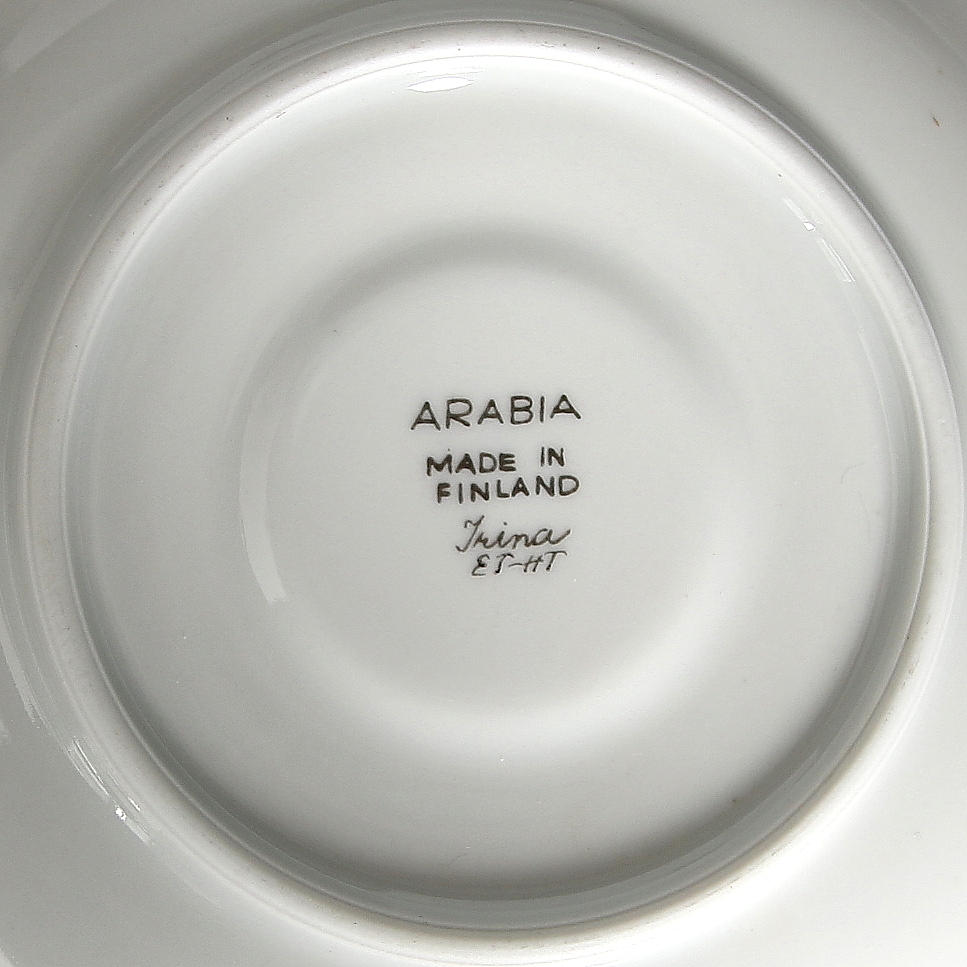 ARABIA
MADE IN
FINLAND
Irina
ET-HT